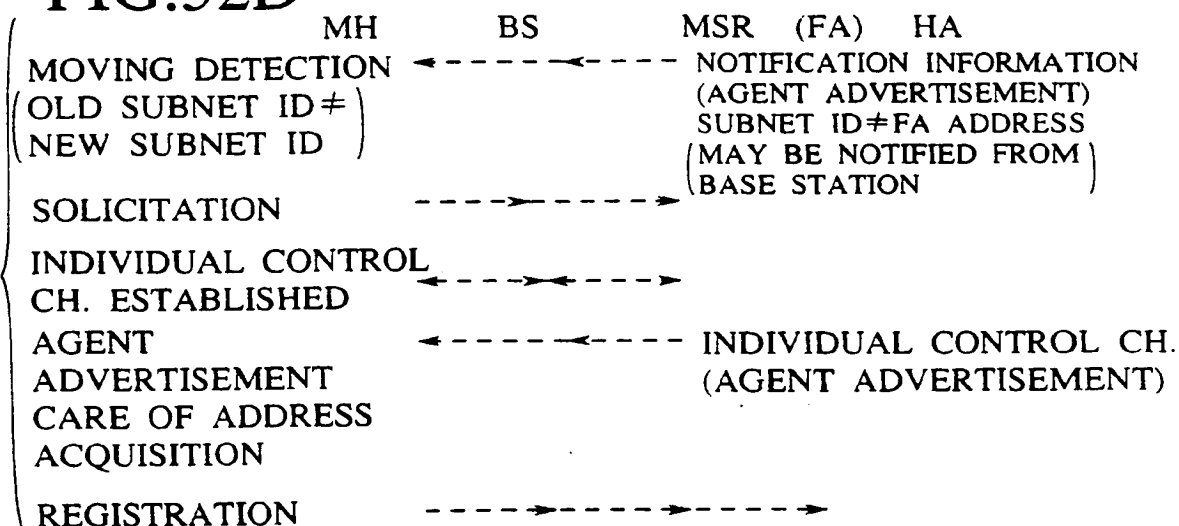 FIG.52D
MH BS MSR (FA) HA
MOVING DETECTION NOTIFICATION INFORMATION
(OLD SUBNET ID≠ (AGENT ADVERTISEMENT)
NEW SUBNET ID) SUBNET ID≠FA ADDRESS
(MAY BE NOTIFIED FROM
BASE STATION)
SOLICITATION
INDIVIDUAL CONTROL
CH. ESTABLISHED
AGENT INDIVIDUAL CONTROL CH.
ADVERTISEMENT (AGENT ADVERTISEMENT)
CARE OF ADDRESS
ACQUISITION
REGISTRATION